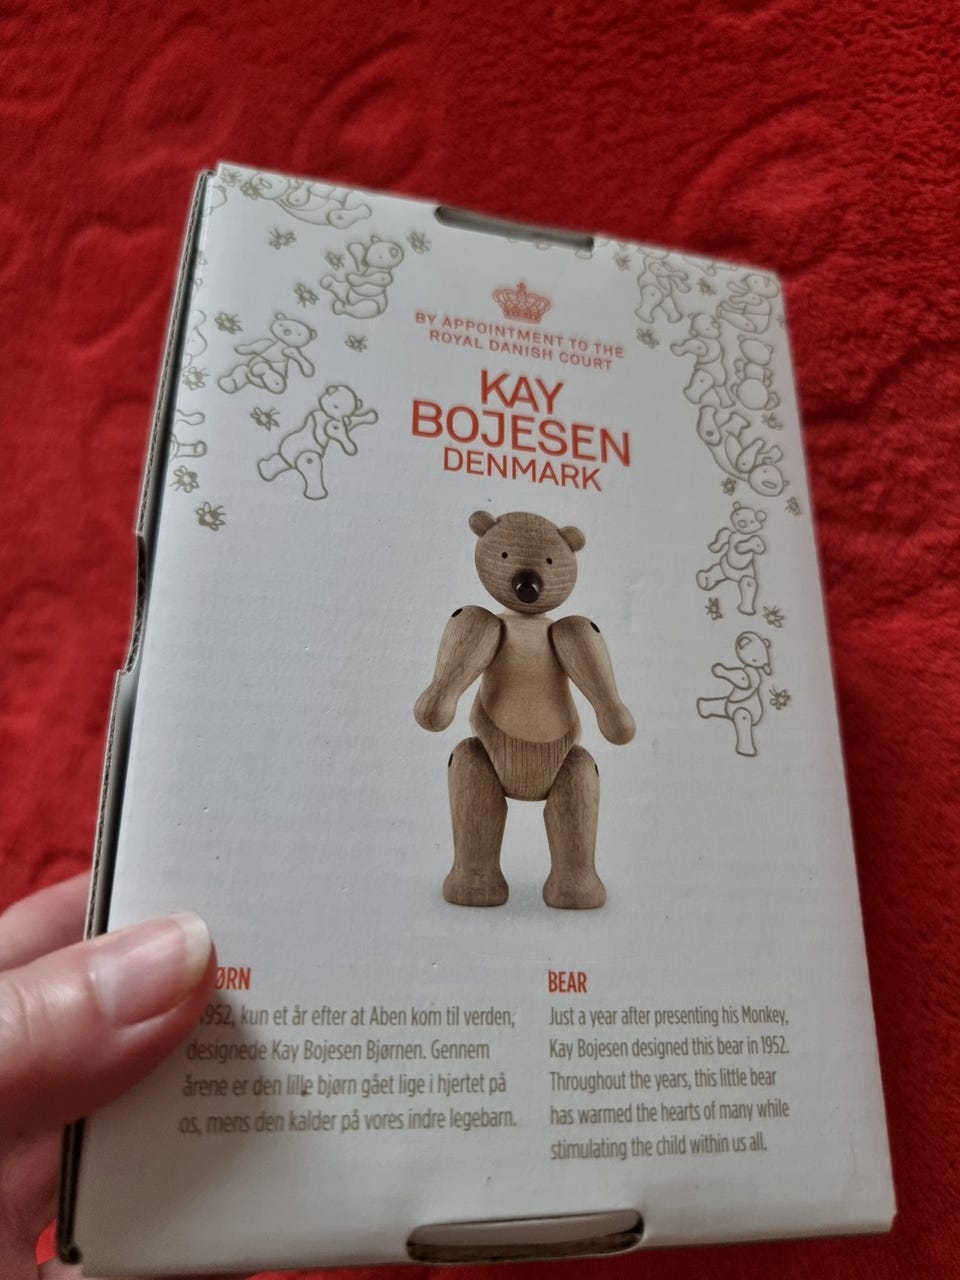 BY APPOINTMENT TO THE
ROYAL DANISH COURT
KAY
BOJESEN
DENMARK
ØRN
1952, kun et år efter at Aben kom til verden,
designede Kay Bojesen Bjørnen. Gennem
årene er den lille bjørn gået lige i hjertet på
os, mens den kalder på vores indre legebarn.
BEAR
Just a year after presenting his Monkey,
Kay Bojesen designed this bear in 1952.
Throughout the years, this little bear
has warmed the hearts of many while
stimulating the child within us all.